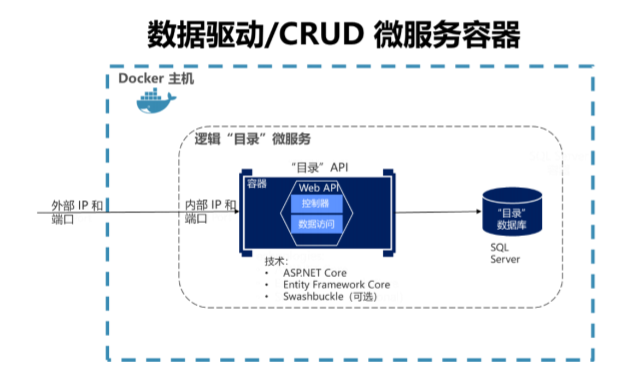 数据驱动/CRUD 微服务容器
Docker 主机
逻辑“目录”微服务
“目录” API
容器
Web API
控制器
数据访问
外部 IP 和
端口
内部 IP 和
端口
“目录”
数据库
SQL
Server
技术:
• ASP.NET Core
• Entity Framework Core
• Swashbuckle（可选）